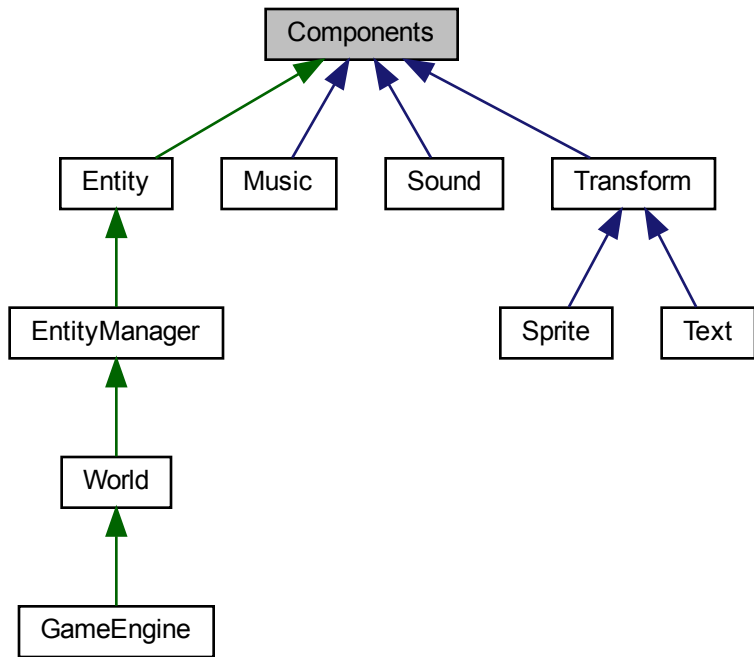 Components
Entity
Music
Sound
Transform
EntityManager
Sprite
Text
World
GameEngine